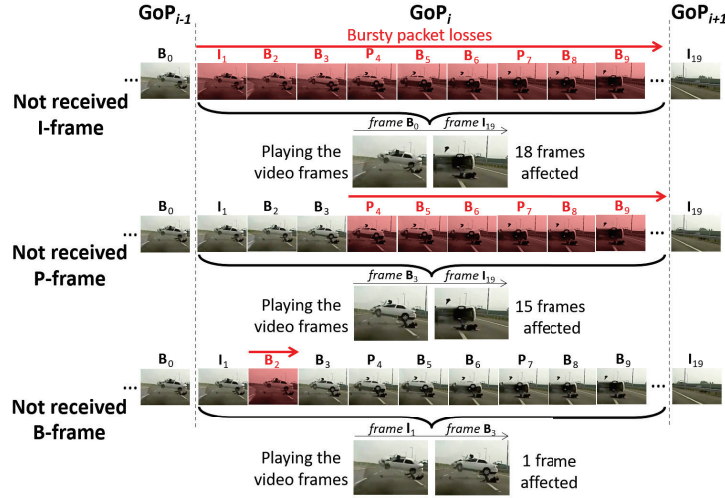 GoPi-1 GoPi GoPi+1
Bursty packet losses
B0 I1 B2 B3 P4 B5 B6 P7 B8 B9 I19
... ...
Not received
I-frame
frame B0 frame I19
Playing the
video frames
18 frames
affected
B0 I1 B2 B3 P4 B5 B6 P7 B8 B9 I19
... ...
Not received
P-frame
frame B3 frame I19
Playing the
video frames
15 frames
affected
B0 I1 B2 B3 P4 B5 B6 P7 B8 B9 I19
... ...
Not received
B-frame
frame I1 frame B3
Playing the
video frames
1 frame
affected